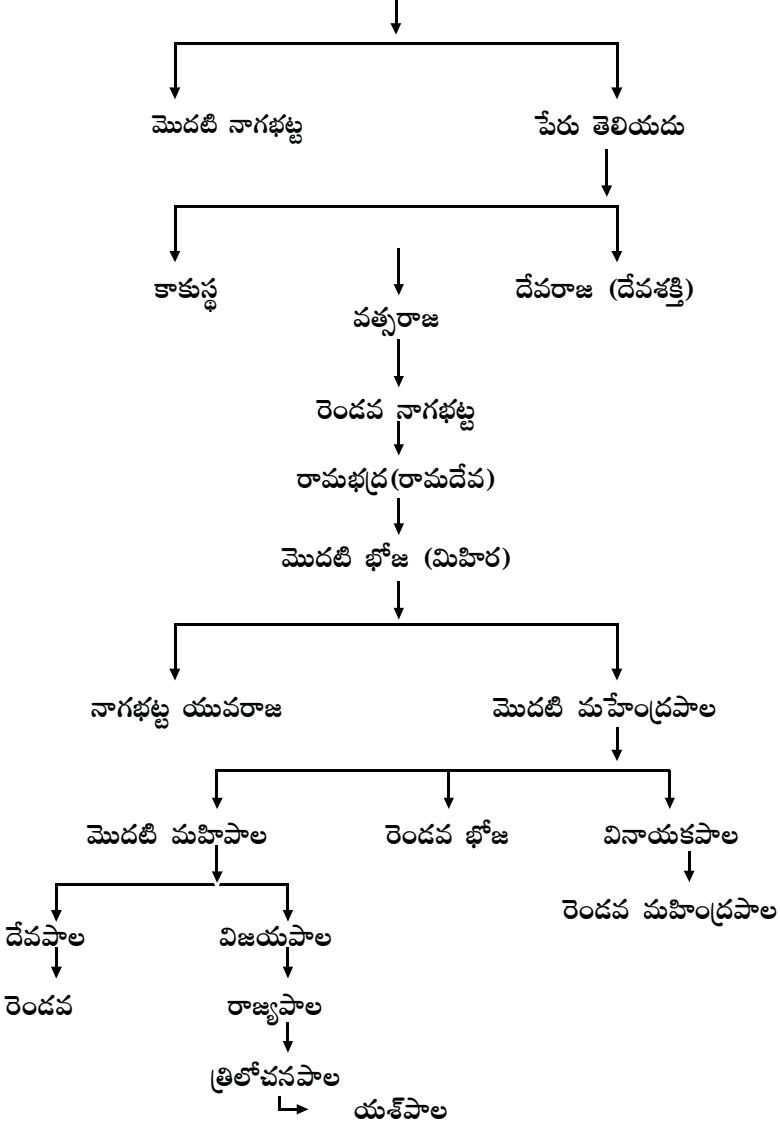 మొదటి నాగభట్ట పేరు తెలియదు
కాకుస్థ దేవరాజ (దేవశక్తి)
వత్సరాజ
రెండవ నాగభట్ట
రామభద్ర(రామదేవ)
మొదటి భోజ (మిహిర)
నాగభట్ట యువరాజ మొదటి మహేంద్రపాల
మొదటి మహిపాల రెండవ భోజ వినాయకపాల
రెండవ మహింద్రపాల
దేవపాల విజయపాల
రెండవ రాజ్యపాల
త్రిలోచనపాల
యశ్‌పాల